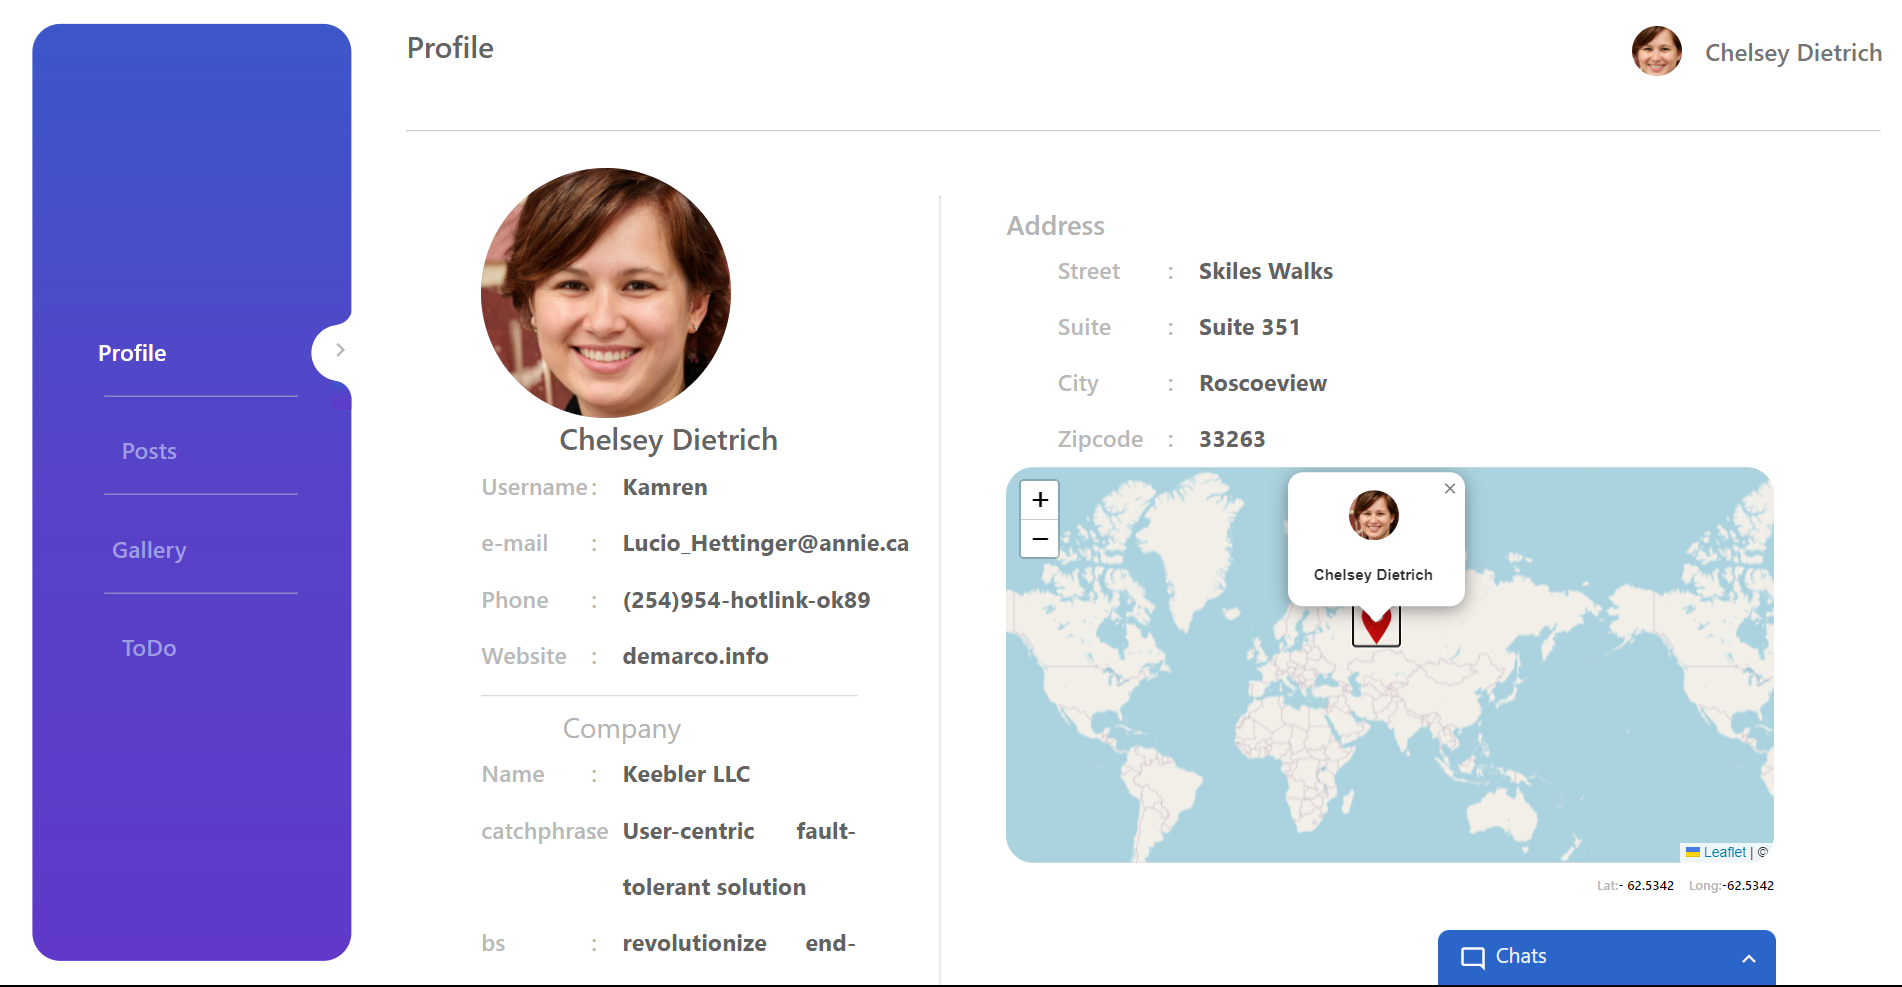 Profile
Chelsey Dietrich
Profile
Posts
Gallery
ToDo
Chelsey Dietrich
Username : Kamren
e-mail : Lucio_Hettinger@annie.ca
Phone : (254)954-hotlink-ok89
Website : demarco.info
Company
Name : Keebler LLC
catchphrase User-centric fault-
tolerant solution
bs : revolutionize end-
Address
Street : Skiles Walks
Suite : Suite 351
City : Roscoeview
Zipcode : 33263
+
−
×
Chelsey Dietrich
Leaflet | ©
Lat:- 62.5342 Long:-62.5342
Chats